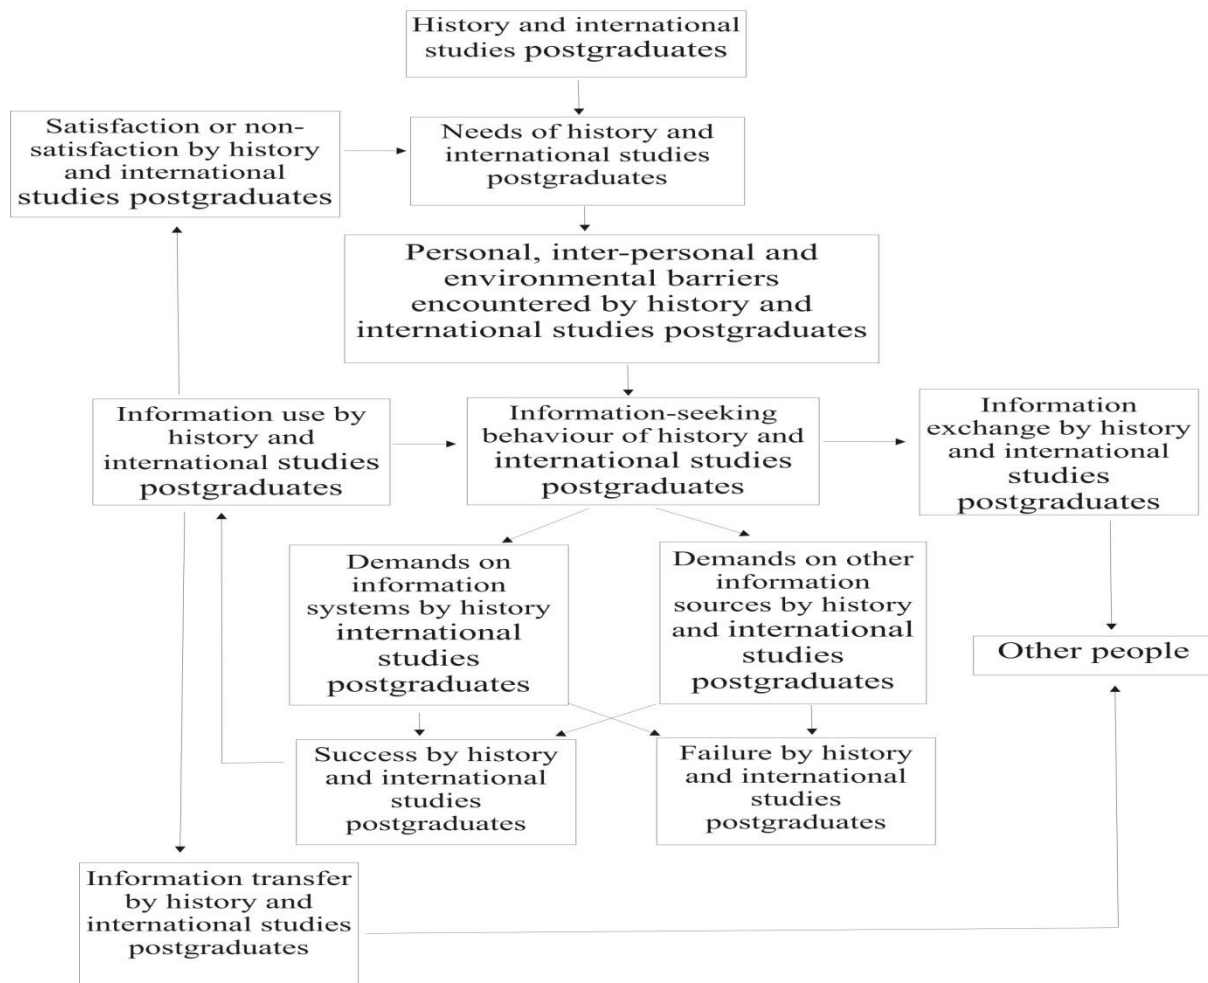 History and international
studies postgraduates
Satisfaction or non-
satisfaction by history
and international
studies postgraduates
Needs of history and
international studies
postgraduates
Personal, inter-personal and
environmental barriers
encountered by history and
international studies postgraduates
Information use by
history and
international studies
postgraduates
Information-seeking
behaviour of history and
international studies
postgraduates
Information
exchange by history
and international
studies
postgraduates
Demands on
information
systems by history
international
studies
postgraduates
Demands on other
information
sources by history
and international
studies
postgraduates
Other people
Success by history
and international
studies
postgraduates
Failure by history
and international
studies
postgraduates
Information transfer
by history and
international studies
postgraduates